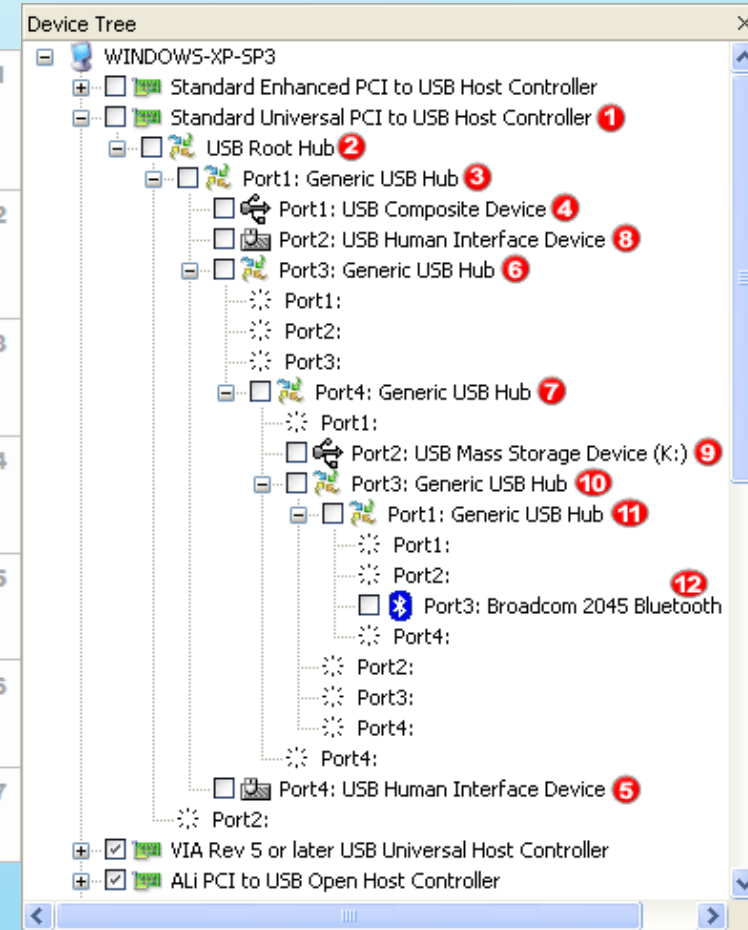 Device Tree
WINDOWS-XP-SP3
Standard Enhanced PCI to USB Host Controller
Standard Universal PCI to USB Host Controller 1
USB Root Hub 2
Port1: Generic USB Hub 3
Port1: USB Composite Device 4
Port2: USB Human Interface Device 8
Port3: Generic USB Hub 6
Port1:
Port2:
Port3:
Port4: Generic USB Hub 7
Port1:
Port2: USB Mass Storage Device (K:) 9
Port3: Generic USB Hub 10
Port1: Generic USB Hub 11
Port1:
Port2:
12
Port3: Broadcom 2045 Bluetooth
Port4:
Port2:
Port3:
Port4:
Port4:
Port4: USB Human Interface Device 5
Port2:
VIA Rev 5 or later USB Universal Host Controller
ALi PCI to USB Open Host Controller